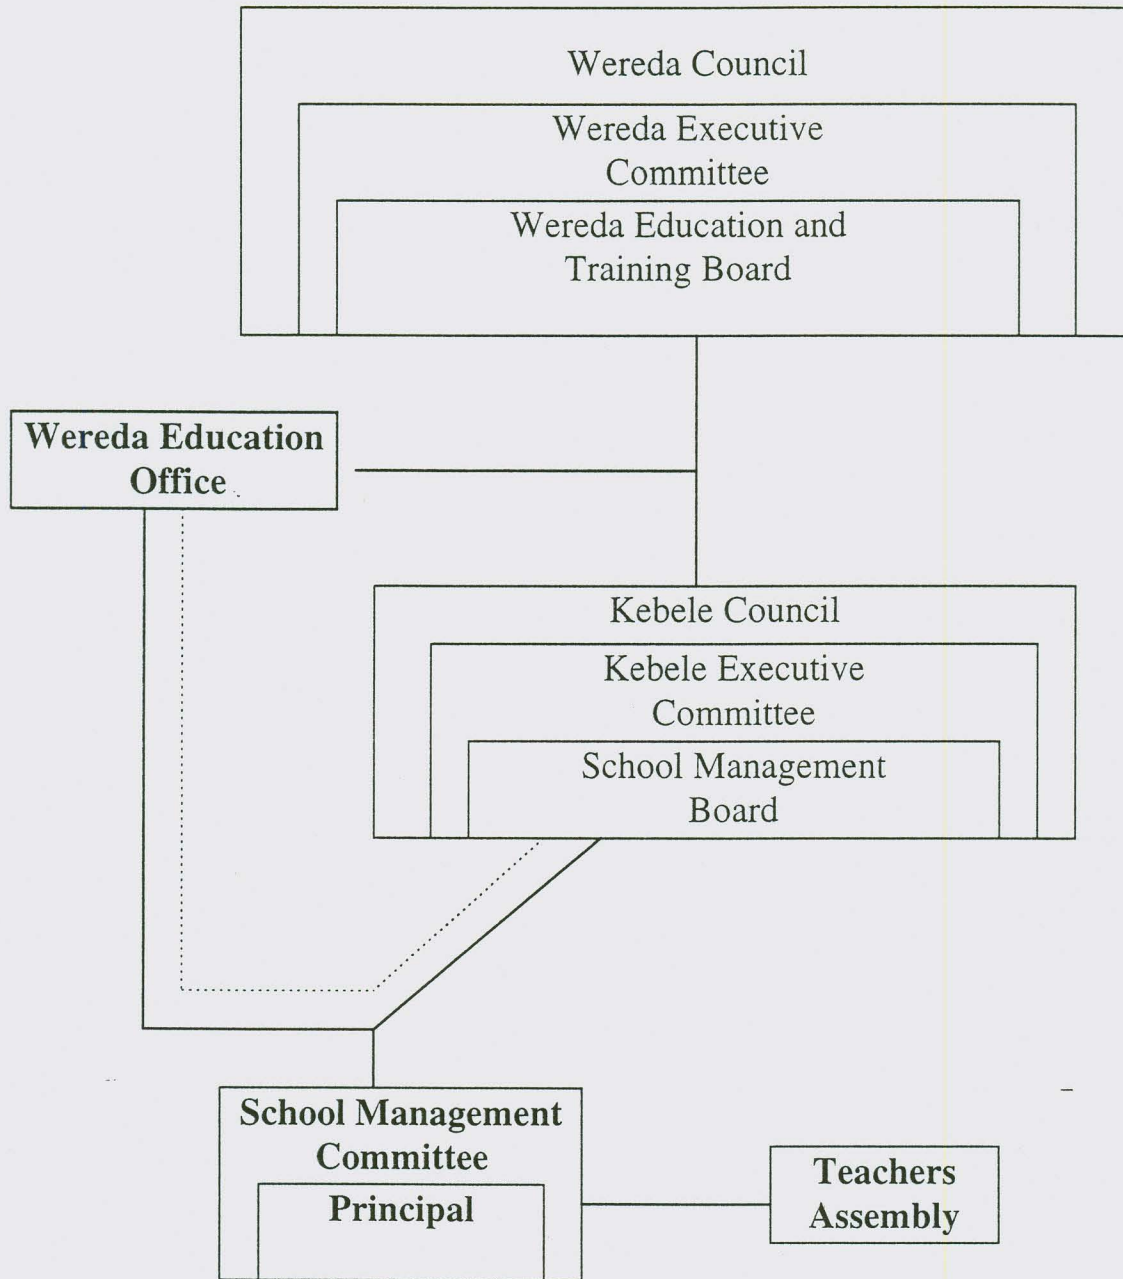 Wereda Council
Wereda Executive
Committee
Wereda Education and
Training Board
Wereda Education
Office
Kebele Council
Kebele Executive
Committee
School Management
Board
School Management
Committee
Principal
Teachers
Assembly